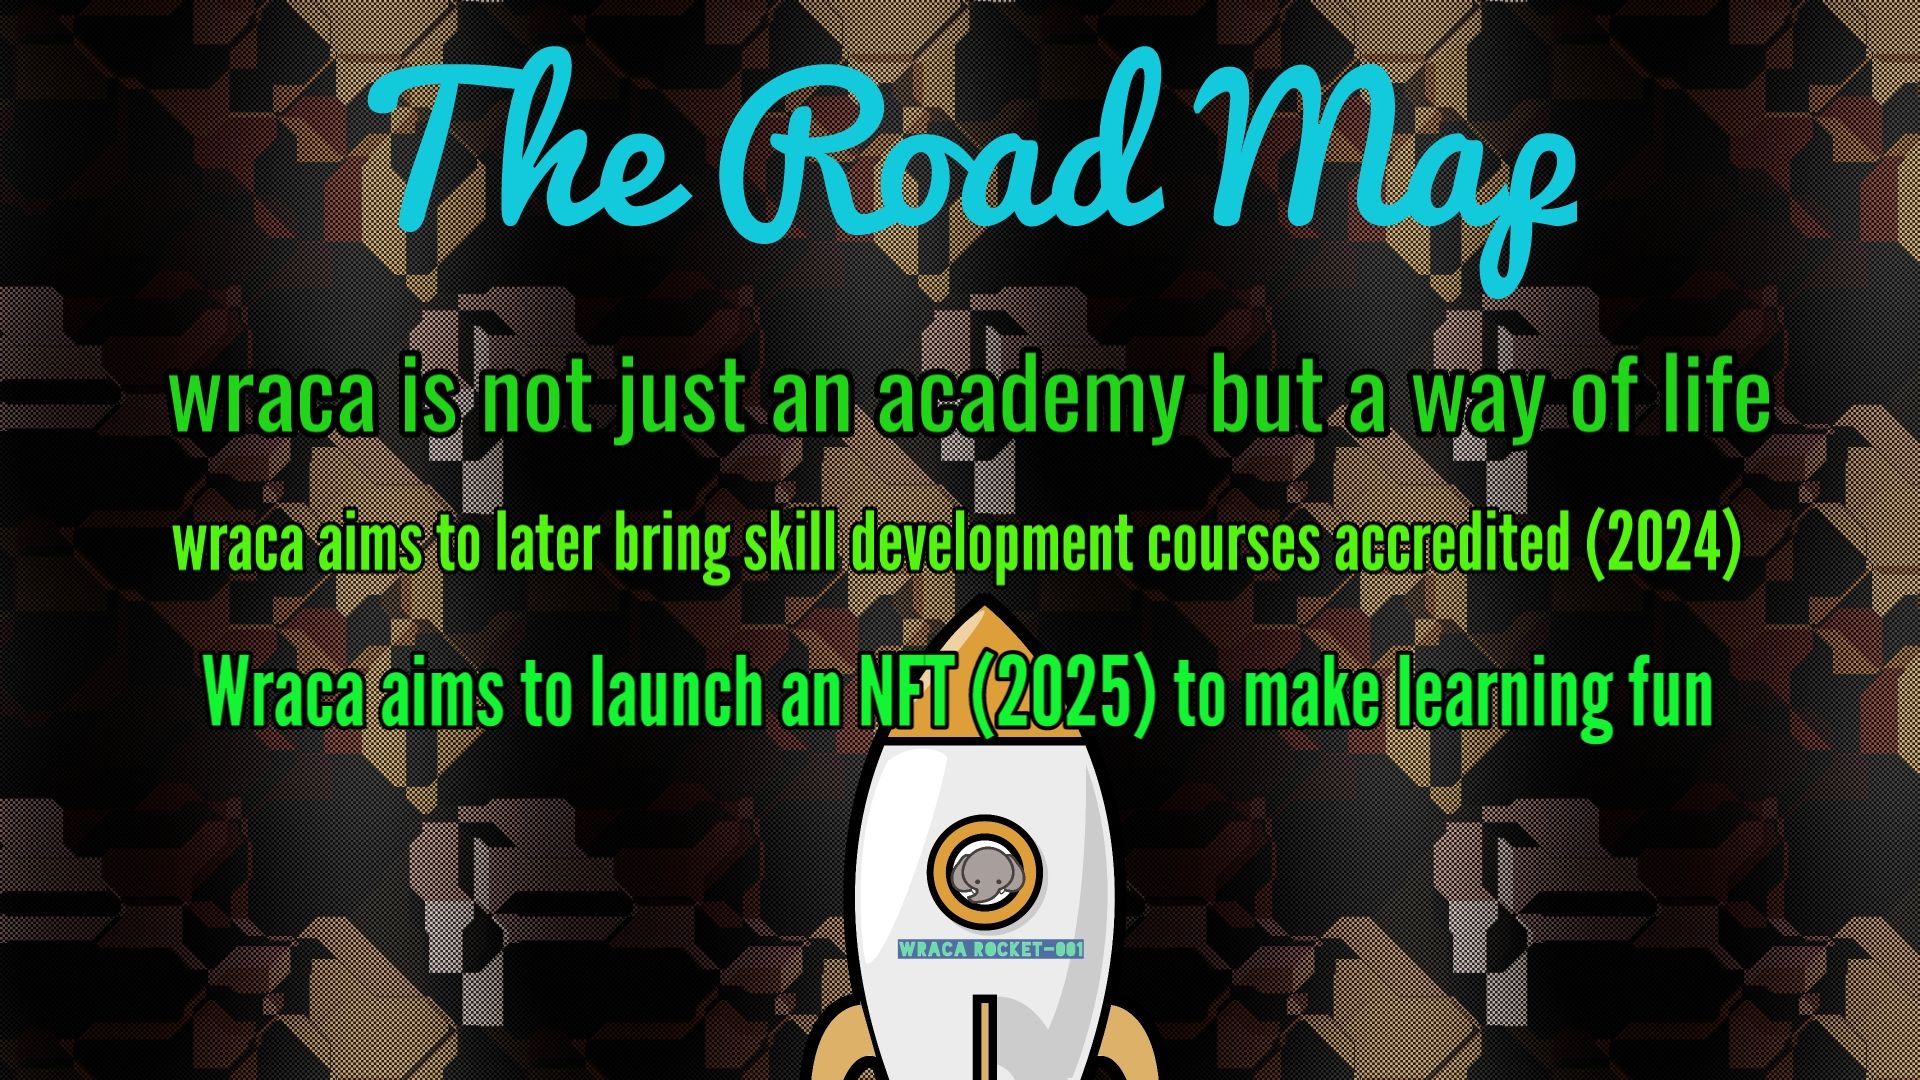 The Road Map
wraca is not just an academy but a way of life
wraca aims to later bring skill development courses accredited (2024)
Wraca aims to launch an NFT (2025) to make learning fun
WRACA ROCKET-001